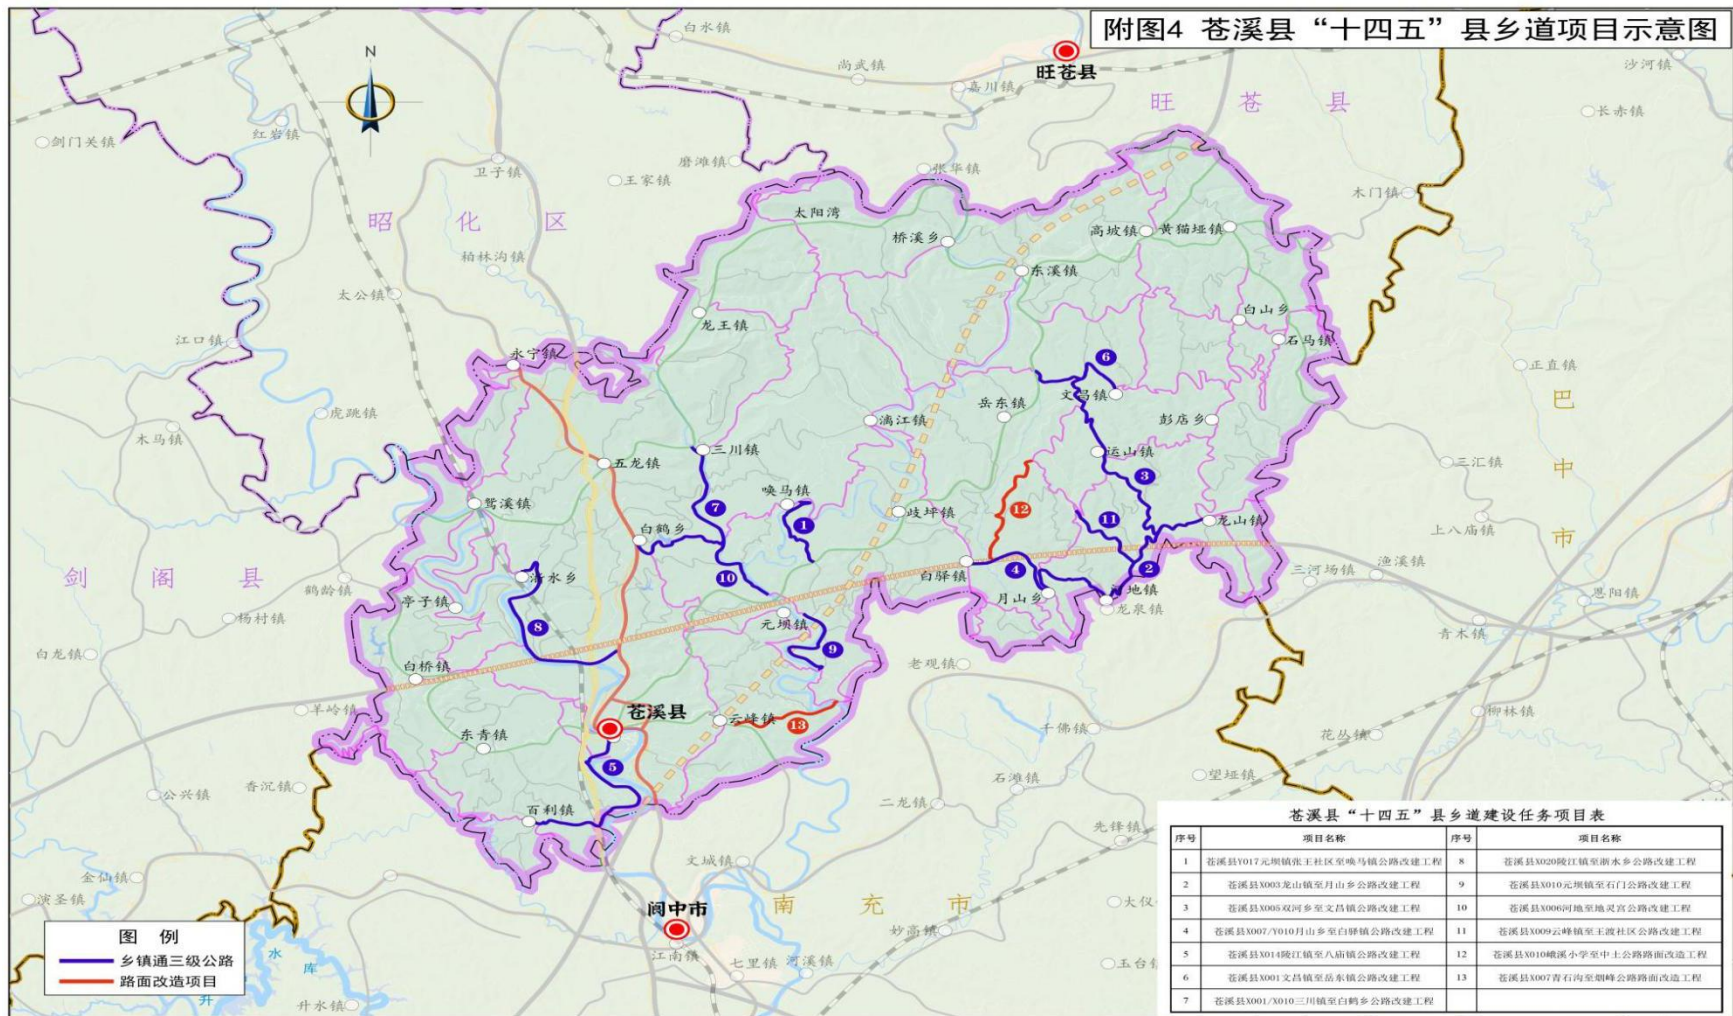 附图4 苍溪县“十四五”县乡道项目示意图
白水镇
旺苍县
沙河镇
尚武镇
嘉川镇
旺苍县
长赤镇
N
剑门关镇
红岩镇
卫子镇
磨滩镇
王家镇
张华镇
木门镇
昭化区
太阳湾
桥溪乡
高坡镇
黄猫垭镇
柏林沟镇
东溪镇
太公镇
龙王镇
白山乡
石马镇
江口镇
永宁镇
正直镇
6
虎跳镇
文昌镇
岳东镇
漓江镇
彭店乡
巴中市
木马镇
三川镇
运山镇
五龙镇
三汇镇
3
鸳溪镇
唤马镇
7
1
歧坪镇
12
11
龙山镇
上八庙镇
白鹤乡
剑阁县
鹤龄镇
浙水乡
10
白驿镇
4
2
三河场镇
渔溪镇
月山乡
地镇
龙泉镇
恩阳镇
亭子镇
杨村镇
8
元坝镇
9
青木镇
白龙镇
白桥镇
老观镇
羊岭镇
苍溪县
云峰镇
13
柳林镇
东青镇
千佛镇
花丛镇
5
香沉镇
公兴镇
石滩镇
望垭镇
百利镇
二龙镇
先锋镇
文城镇
金仙镇
演圣镇
阆中市
南充市
大仪
妙高镇
江南镇
七里镇
河溪镇
玉台
水
库
升
升水镇
图 例
乡镇通三级公路
路面改造项目
苍溪县“十四五”县乡道建设任务项目表
序号 项目名称 序号 项目名称
1 苍溪县Y017元坝镇张王社区至唤马镇公路改建工程 8 苍溪县X020陵江镇至浙水乡公路改建工程
2 苍溪县X003龙山镇至月山乡公路改建工程 9 苍溪县X010元坝镇至石门公路改建工程
3 苍溪县X005双河乡至文昌镇公路改建工程 10 苍溪县X006河地至地灵宫公路改建工程
4 苍溪县X007/Y010月山乡至白驿镇公路改建工程 11 苍溪县X009云峰镇至王渡社区公路改建工程
5 苍溪县X014陵江镇至八庙镇公路改建工程 12 苍溪县X010峨溪小学至中土公路路面改造工程
6 苍溪县X001文昌镇至岳东镇公路改建工程 13 苍溪县X007青石沟至烟峰公路路面改造工程
7 苍溪县X001/X010三川镇至白鹤乡公路改建工程